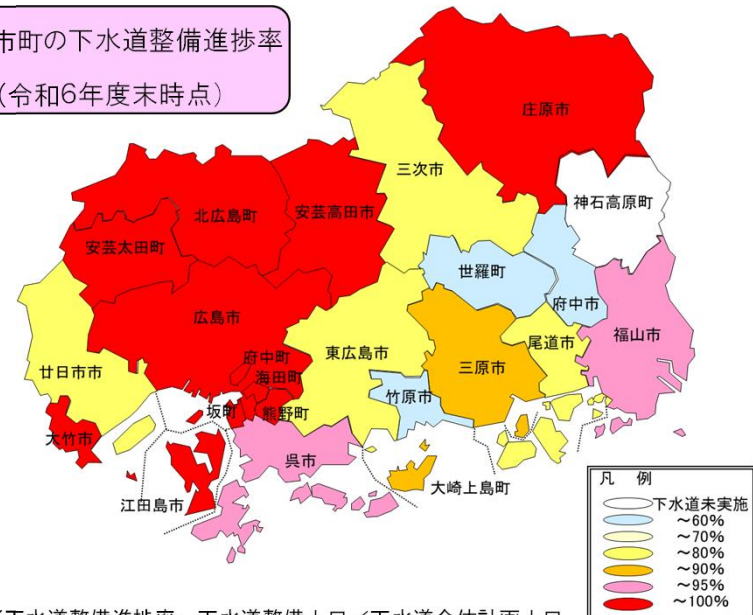 市町の下水道整備進捗率
(令和6年度末時点)
庄原市
三次市
神石高原町
北広島町
安芸高田市
安芸太田町
世羅町
府中市
広島市
福山市
東広島市
尾道市
府中町
三原市
廿日市市
海田町
竹原市
坂町
熊野町
大竹市
呉市
大崎上島町
江田島市
凡 例
下水道未実施
～60%
～70%
～80%
～90%
～95%
～100%